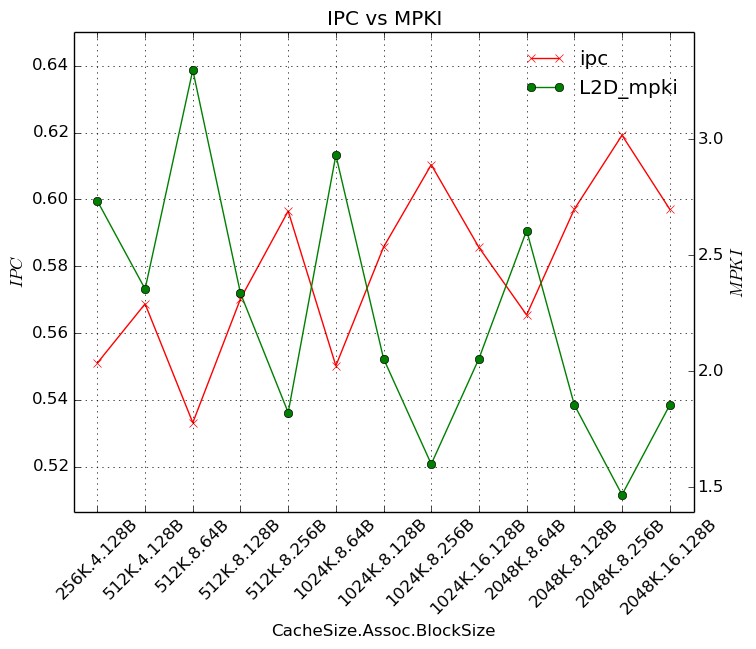 IPC vs MPKI
ipc
L2D_mpki
0.64
0.62
0.60
0.58
0.56
0.54
0.52
IPC
3.0
2.5
2.0
1.5
MPKI
256K.4.128B
512K.4.128B
512K.8.64B
512K.8.128B
512K.8.256B
1024K.8.64B
1024K.8.128B
1024K.8.256B
1024K.16.128B
2048K.8.64B
2048K.8.128B
2048K.8.256B
2048K.16.128B
CacheSize.Assoc.BlockSize